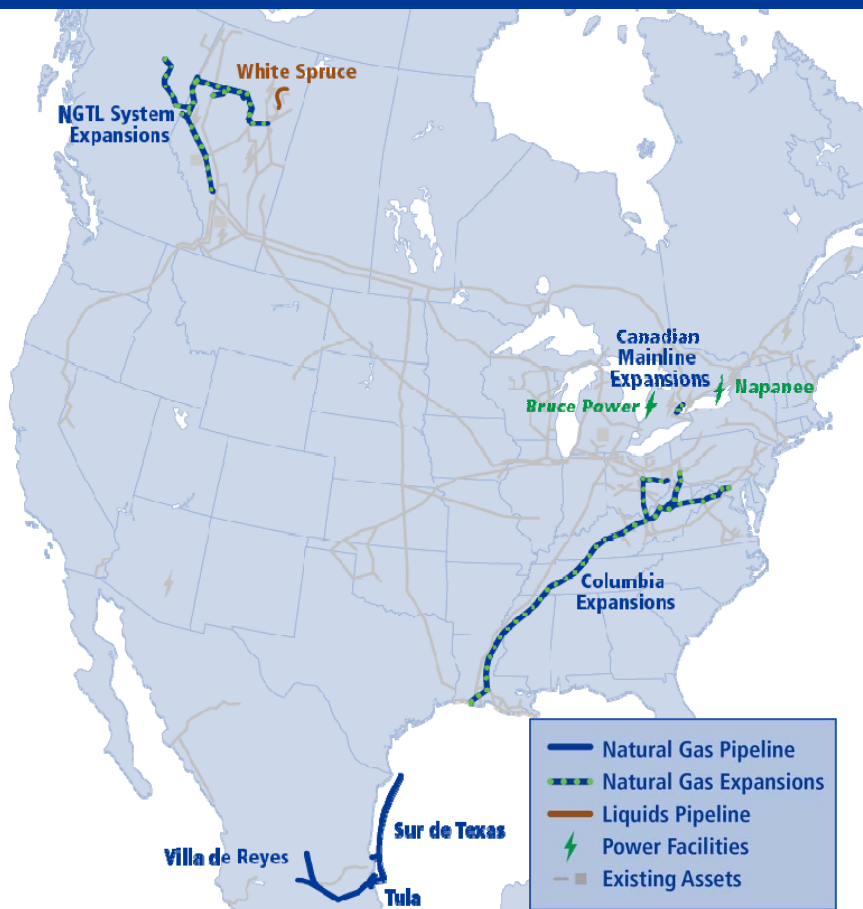 White Spruce
NGTL System
Expansions
Canadian
Mainline
Expansions
Napanee
Bruce Power
Columbia
Expansions
Sur de Texas
Villa de Reyes
Tula
Natural Gas Pipeline
Natural Gas Expansions
Liquids Pipeline
Power Facilities
Existing Assets